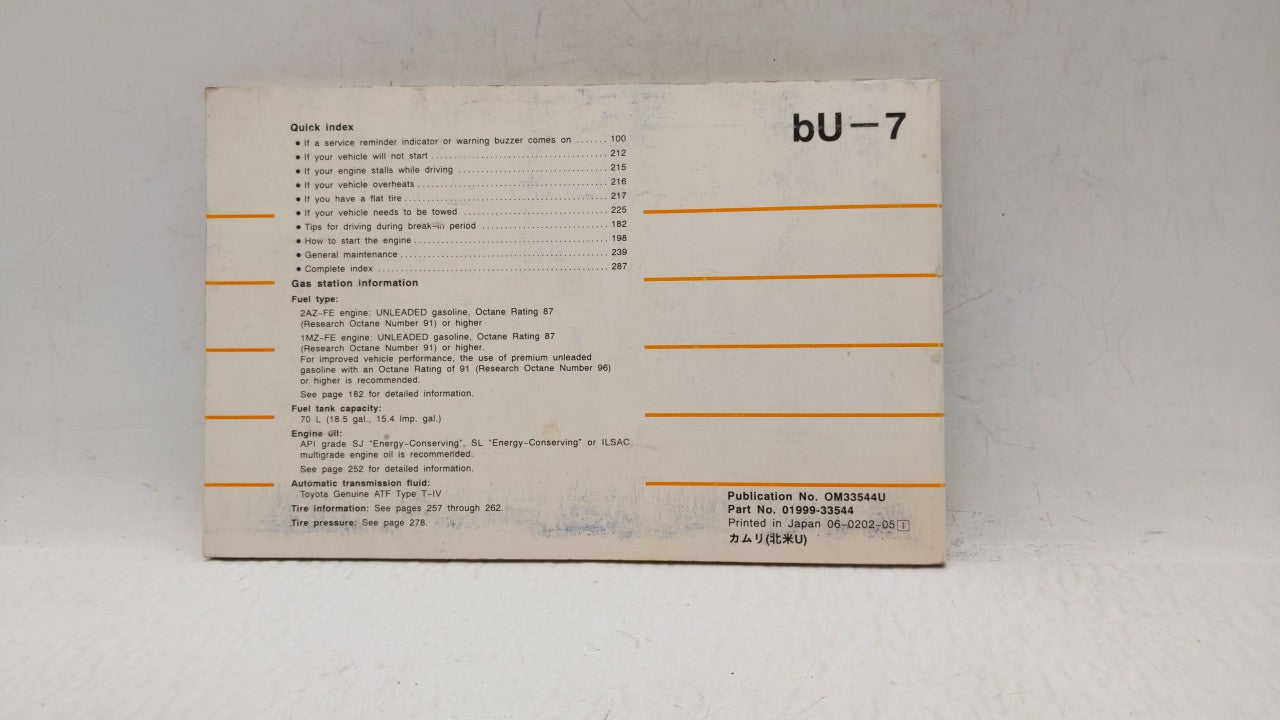 Quick index
• If a service reminder indicator or warning buzzer comes on ....... 100
• If your vehicle will not start ........................................ 212
• If your engine stalls while driving ................................. 215
• If your vehicle overheats ............................................ 216
• If you have a flat tire ................................................ 217
• If your vehicle needs to be towed ................................ 225
• Tips for driving during break-in period ........................... 182
• How to start the engine ............................................. 198
• General maintenance ................................................ 239
• Complete index ...................................................... 287
Gas station information
Fuel type:
2AZ-FE engine: UNLEADED gasoline, Octane Rating 87
(Research Octane Number 91) or higher
1MZ-FE engine: UNLEADED gasoline, Octane Rating 87
(Research Octane Number 91) or higher.
For improved vehicle performance, the use of premium unleaded
gasoline with an Octane Rating of 91 (Research Octane Number 96)
or higher is recommended.
See page 182 for detailed information.
Fuel tank capacity:
70 L (18.5 gal., 15.4 Imp. gal.)
Engine oil:
API grade SJ "Energy-Conserving", SL "Energy-Conserving" or ILSAC
multigrade engine oil is recommended.
See page 252 for detailed information.
Automatic transmission fluid:
Toyota Genuine ATF Type T-IV
Tire information: See pages 257 through 262.
Tire pressure: See page 278.
bU-7
Publication No. OM33544U
Part No. 01999-33544
Printed in Japan 06-0202-05 I
カムリ(北米U)